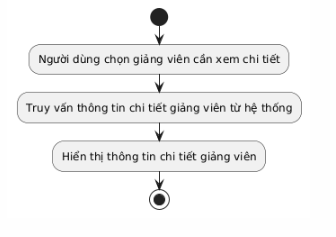 Người dùng chọn giảng viên cần xem chi tiết
Truy vấn thông tin chi tiết giảng viên từ hệ thống
Hiển thị thông tin chi tiết giảng viên